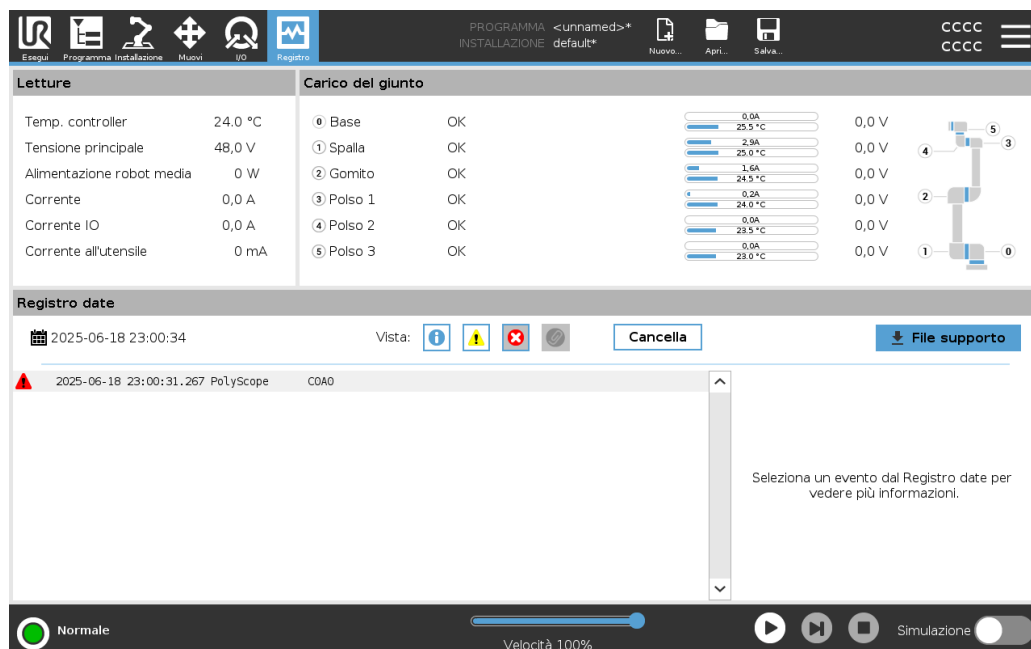 PROGRAMMA <unnamed>*
INSTALLAZIONE default*
CCCC
CCCC
Esegui Programma Installazione Muovi I/O Registro Nuovo... Apri... Salva...
Letture Carico del giunto
Temp. controller 24.0 °C 0 Base OK 0,0A 25.5 °C 0,0 V
Tensione principale 48,0 V 1 Spalla OK 2,9A 25.0 °C 0,0 V
Alimentazione robot media 0 W 2 Gomito OK 1,6A 24.5 °C 0,0 V
Corrente 0,0 A 3 Polso 1 OK 0,2A 24.0 °C 0,0 V
Corrente IO 0,0 A 4 Polso 2 OK 0,0A 23.5 °C 0,0 V
Corrente all'utensile 0 mA 5 Polso 3 OK 0,0A 23.0 °C 0,0 V
5
3
4
2
1 0
Registro date
2025-06-18 23:00:34 Vista: Cancella File supporto
2025-06-18 23:00:31.267 PolyScope C0A0
Seleziona un evento dal Registro date per
vedere più informazioni.
Normale Velocità 100% Simulazione